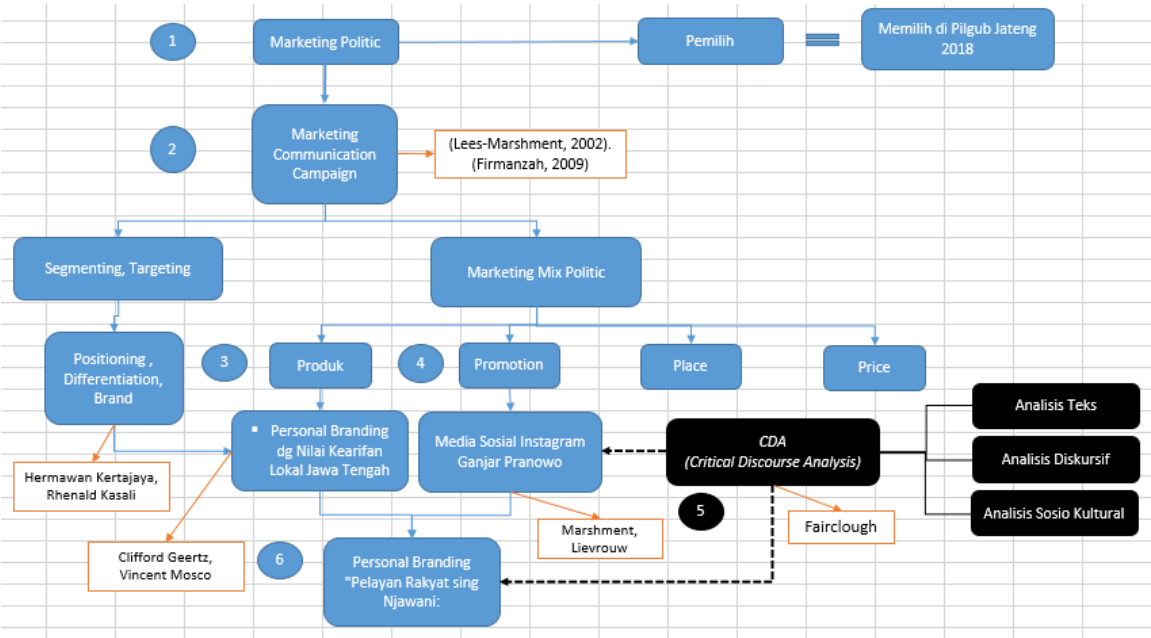 1
Marketing Politic
Pemilih
Memilih di Pilgub Jateng
2018
2
Marketing
Communication
Campaign
(Lees-Marshment, 2002).
(Firmanzah, 2009)
Segmenting, Targeting
Marketing Mix Politic
Positioning ,
Differentiation,
Brand
3
Produk
4
Promotion
Place
Price
Hermawan Kertajaya,
Rhenald Kasali
▪ Personal Branding
dg Nilai Kearifan
Lokal Jawa Tengah
Media Sosial Instagram
Ganjar Pranowo
CDA
(Critical Discourse Analysis)
Analisis Teks
Analisis Diskursif
Analisis Sosio Kultural
5
Fairclough
Marshment,
Lievrouw
Clifford Geertz,
Vincent Mosco
6
Personal Branding
"Pelayan Rakyat sing
Njawani: